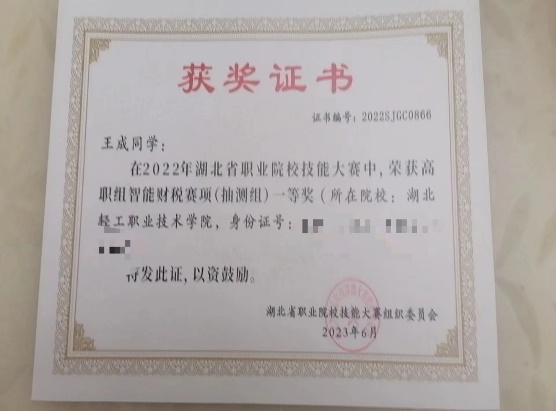 获奖证书
证书编号:2022SJGC0866
王成同学:
在2022年湖北省职业院校技能大赛中,荣获高
职组智能财税赛项(抽测组)一等奖(所在院校:湖北
轻工职业技术学院,身份证号:
特发此证,以资鼓励。
湖北省职业院校技能大赛组织委员会
2023年6月